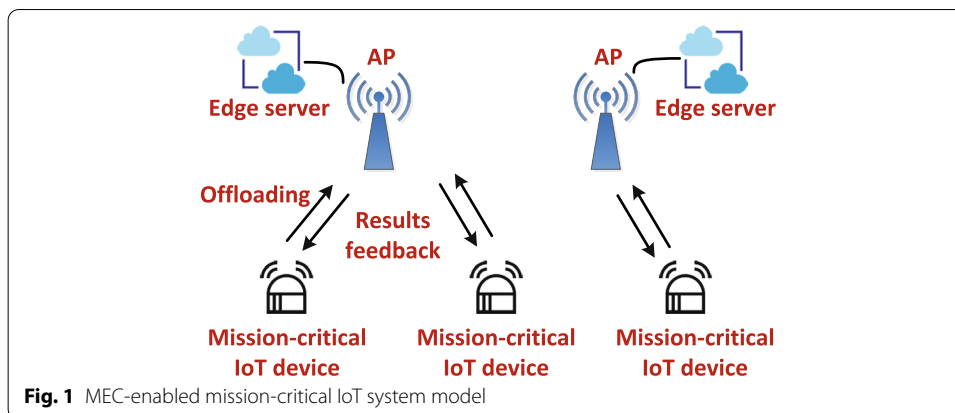 AP
AP
Edge server
Edge server
Offloading
Results
feedback
Mission-critical
IoT device
Mission-critical
IoT device
Mission-critical
IoT device
Fig. 1 MEC-enabled mission-critical IoT system model